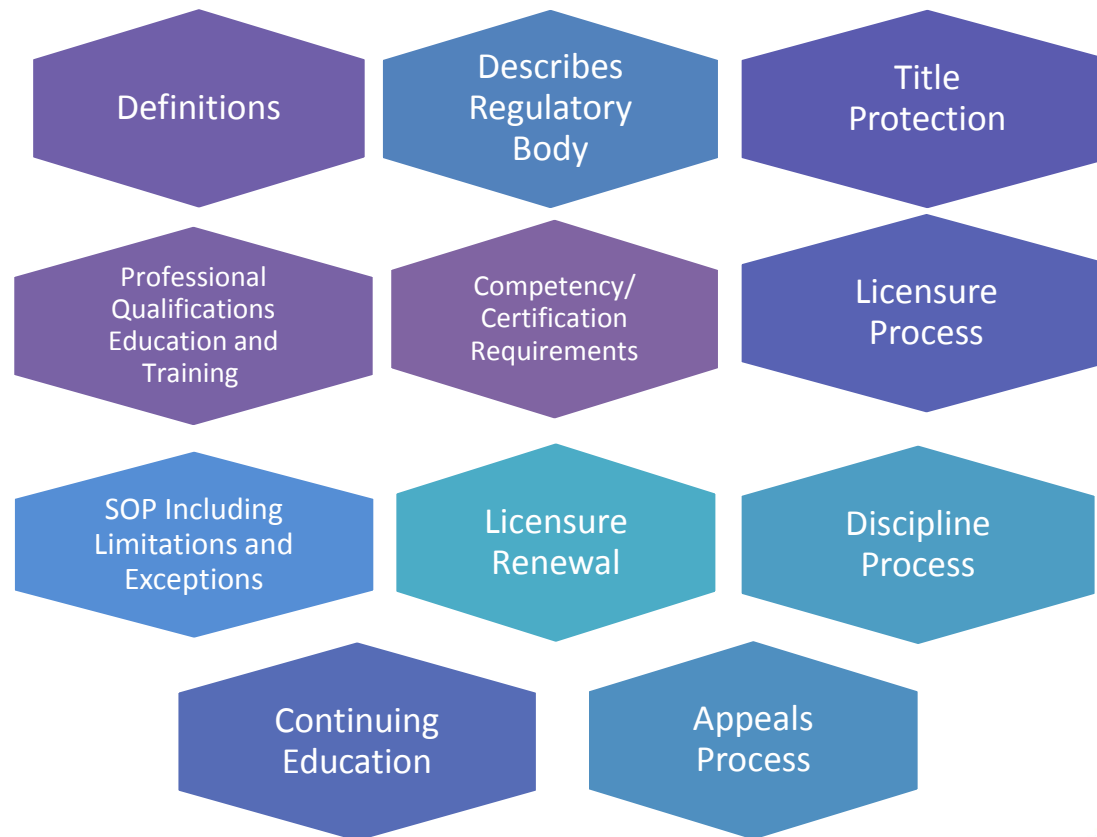 Definitions
Describes
Regulatory
Body
Title
Protection
Professional
Qualifications
Education and
Training
Competency/
Certification
Requirements
Licensure
Process
SOP Including
Limitations and
Exceptions
Licensure
Renewal
Discipline
Process
Continuing
Education
Appeals
Process